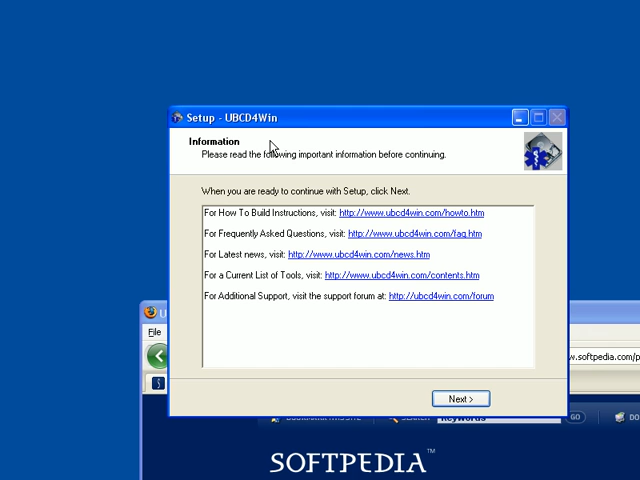 Setup - UBCD4Win
Information
Please read the following important information before continuing.
When you are ready to continue with Setup, click Next.
For How To Build Instructions, visit: http://www.ubcd4win.com/howto.htm
For Frequently Asked Questions, visit: http://www.ubcd4win.com/faq.htm
For Latest news, visit: http://www.ubcd4win.com/news.htm
For a Current List of Tools, visit: http://www.ubcd4win.com/contents.htm
For Additional Support, visit the support forum at: http://ubcd4win.com/forum
File
w.softpedia.com/p
Next >
Keywords
GO
DO
SOFTPEDIA™